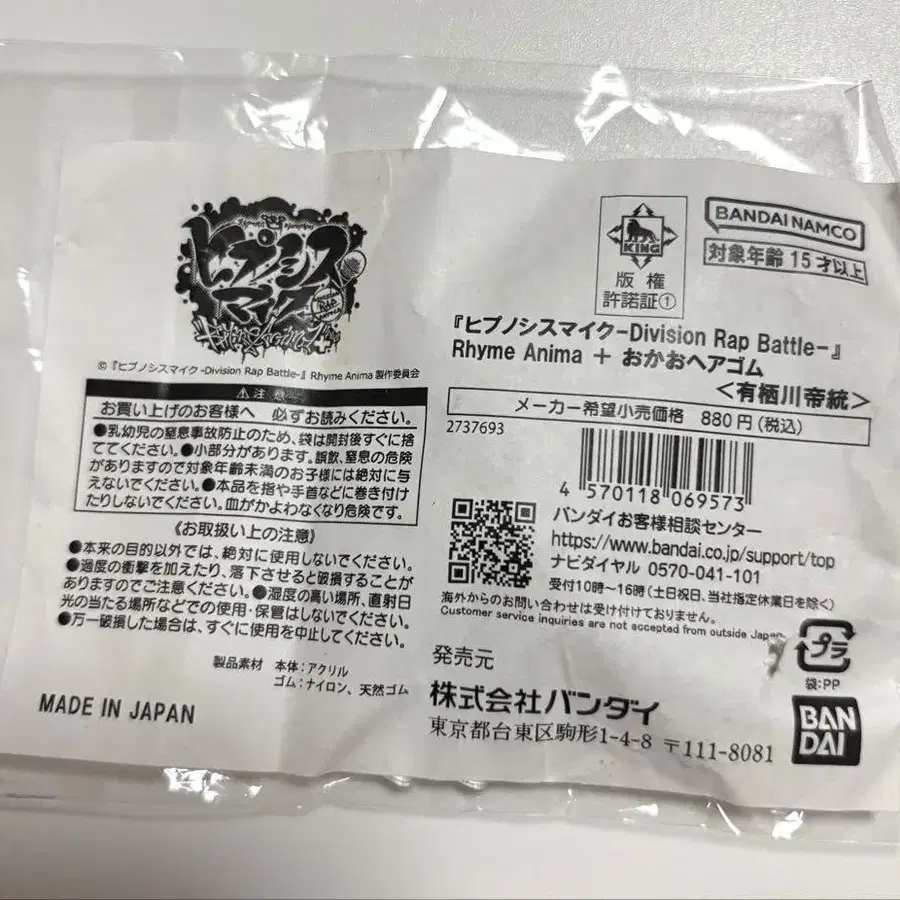 ヒプノシスマイク
©『ヒプノシスマイク-Division Rap Battle-』Rhyme Anima 製作委員会
⚠注意
お買い上げのお客様へ 必ずお読みください。
●乳幼児の窒息事故防止のため、袋は開封後すぐに捨
ててください。●小部分があります。誤飲、窒息の危険
がありますので対象年齢未満のお子様には絶対に与
えないでください。●本品を指や手首などに巻き付け
たりしないでください。血がかよわなくなり危険です。
《お取扱い上の注意》
●本来の目的以外では、絶対に使用しないでください。
●過度の衝撃を加えたり、落下させると破損することが
ありますのでご注意ください。●湿度の高い場所、直射日
光の当たる場所などでの使用・保管はしないでください。
●万一破損した場合は、すぐに使用を中止してください。
製品素材 本体:アクリル
ゴム:ナイロン、天然ゴム
MADE IN JAPAN
KING
版権
許諾証①
BANDAI NAMCO
対象年齢 15才以上
『ヒプノシスマイク-Division Rap Battle-』
Rhyme Anima + おかおヘアゴム
<有栖川帝統>
メーカー希望小売価格 880円(税込)
2737693
4 570118 069573
バンダイお客様相談センター
https://www.bandai.co.jp/support/top
ナビダイヤル 0570-041-101
受付10時～16時(土日祝日、当社指定休業日を除く)
海外からのお問い合わせは受け付けておりません。
Customer service inquiries are not accepted from outside Japan.
プラ
袋:PP
発売元
株式会社バンダイ
東京都台東区駒形1-4-8 〒111-8081
BAN
DAI